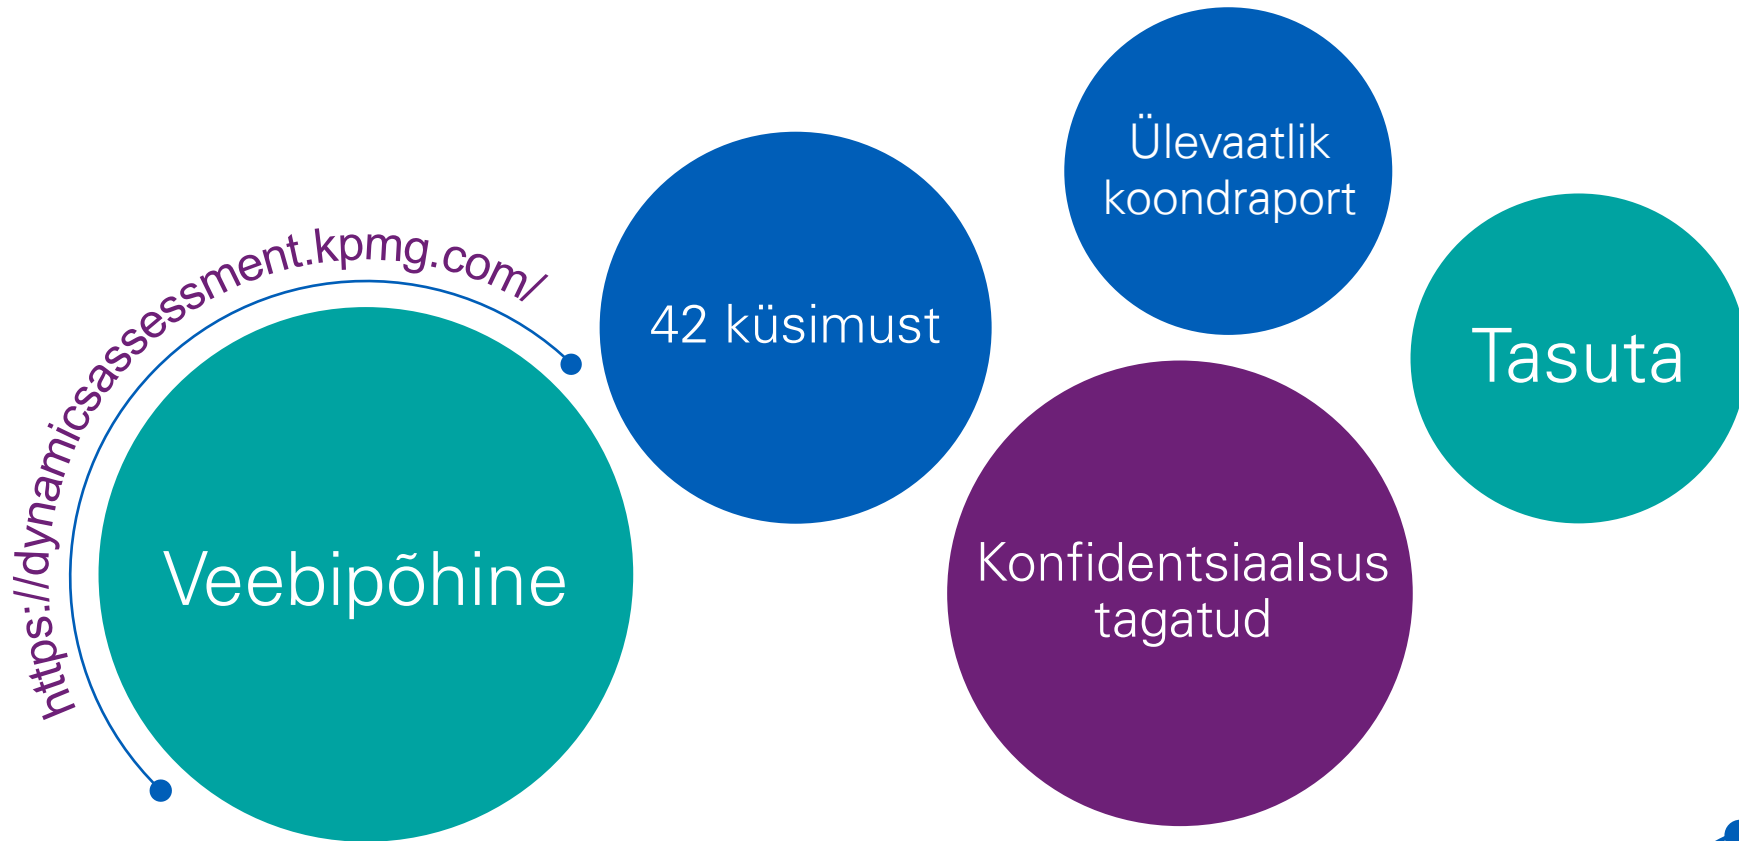 https://dynamicsassessment.kpmg.com/
Veebipõhine
42 küsimust
Ülevaatlik
koondraport
Konfidentsiaalsus
tagatud
Tasuta